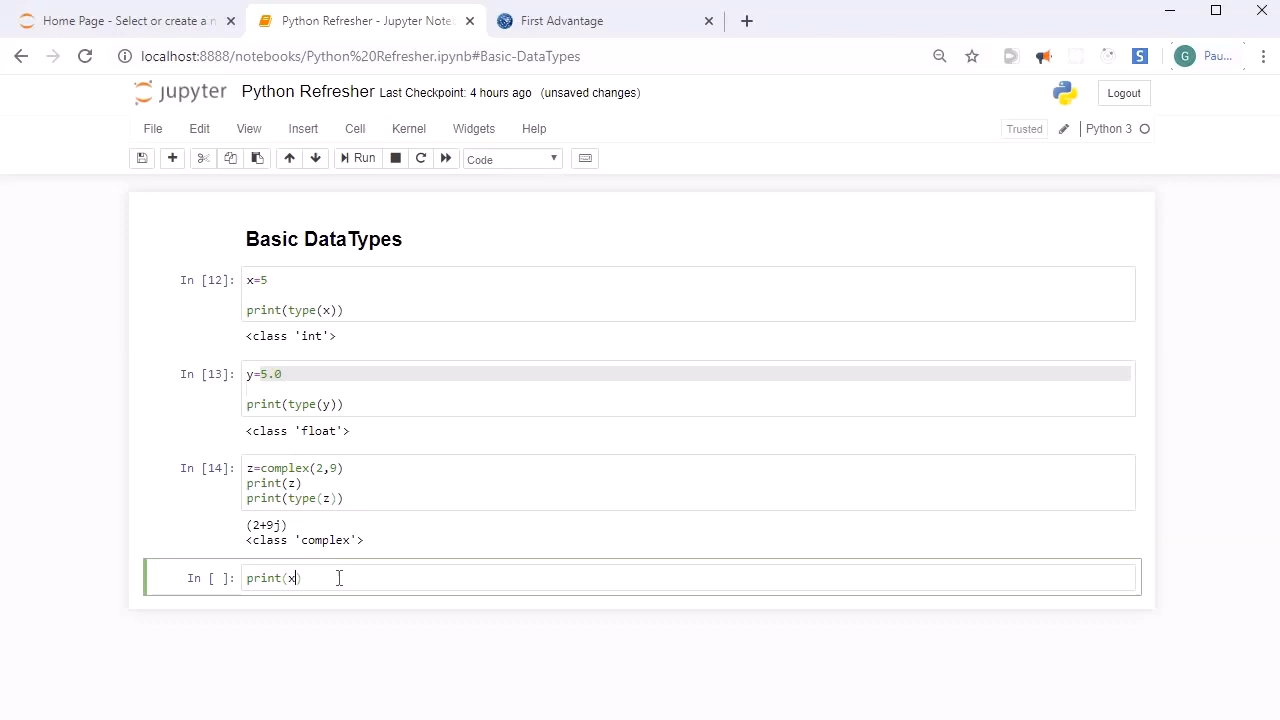 Home Page - Select or create a n
Python Refresher - Jupyter Note
First Advantage
localhost:8888/notebooks/Python%20Refresher.ipynb#Basic-DataTypes
S
G
Pau...
jupyter
Python Refresher Last Checkpoint: 4 hours ago (unsaved changes)
Logout
File Edit View Insert Cell Kernel Widgets Help
Trusted
Python 3
Run
Code
Basic DataTypes
In [12]: x=5
print(type(x))
<class 'int'>
In [13]: y=5.0
print(type(y))
<class 'float'>
In [14]: z=complex(2,9)
print(z)
print(type(z))
(2+9j)
<class 'complex'>
In [ ]: print(x)